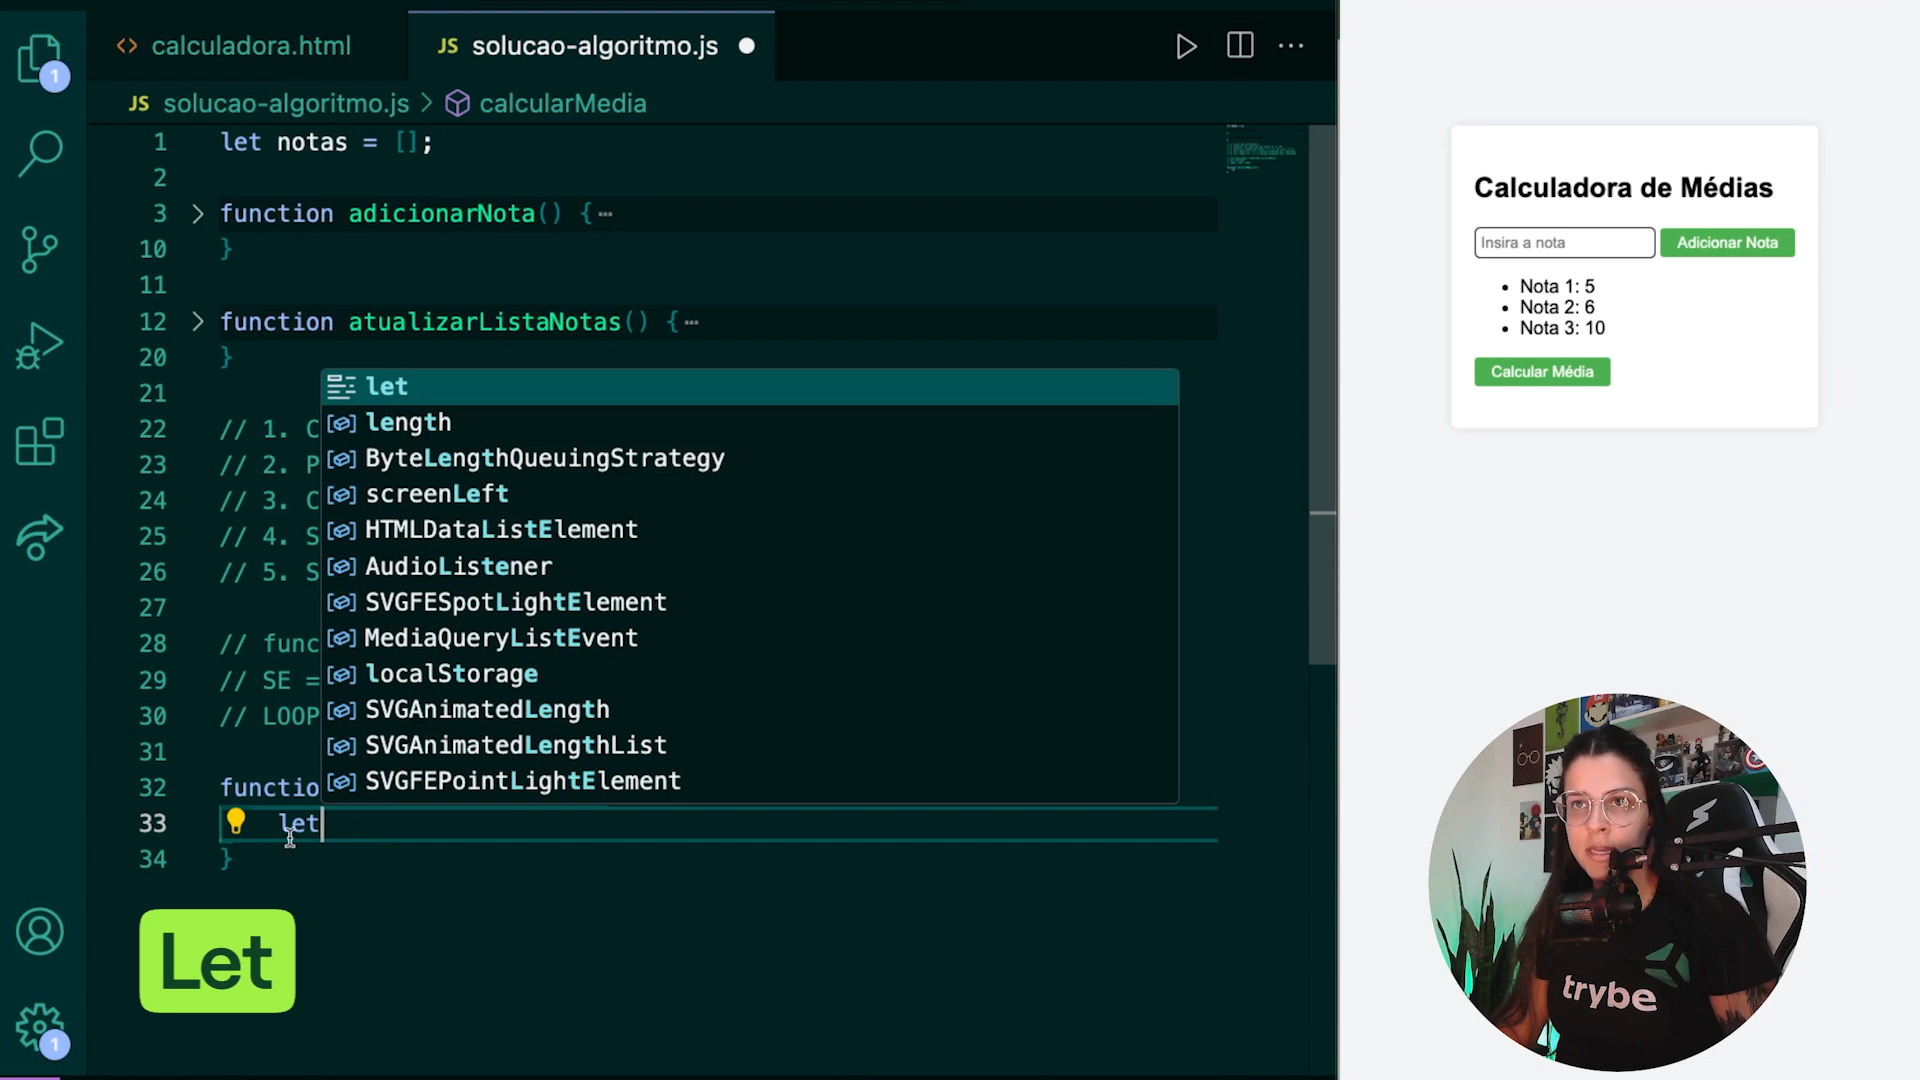 calculadora.html
JS solucao-algoritmo.js
1
JS solucao-algoritmo.js > calcularMedia
1 let notas = [];
2
3 function adicionarNota() {…
10 }
11
12 function atualizarListaNotas() {…
20 }
21
22 // 1. C
23 // 2. P
24 // 3. C
25 // 4. S
26 // 5. S
27
28 // func
29 // SE =
30 // LOOP
31
32 functio
33 let
34 }
let
length
ByteLengthQueuingStrategy
screenLeft
HTMLDataListElement
AudioListener
SVGFESpotLightElement
MediaQueryListEvent
localStorage
SVGAnimatedLength
SVGAnimatedLengthList
SVGFEPointLightElement
Let
1
Calculadora de Médias
Insira a nota
Adicionar Nota
Nota 1: 5
Nota 2: 6
Nota 3: 10
Calcular Média
trybe